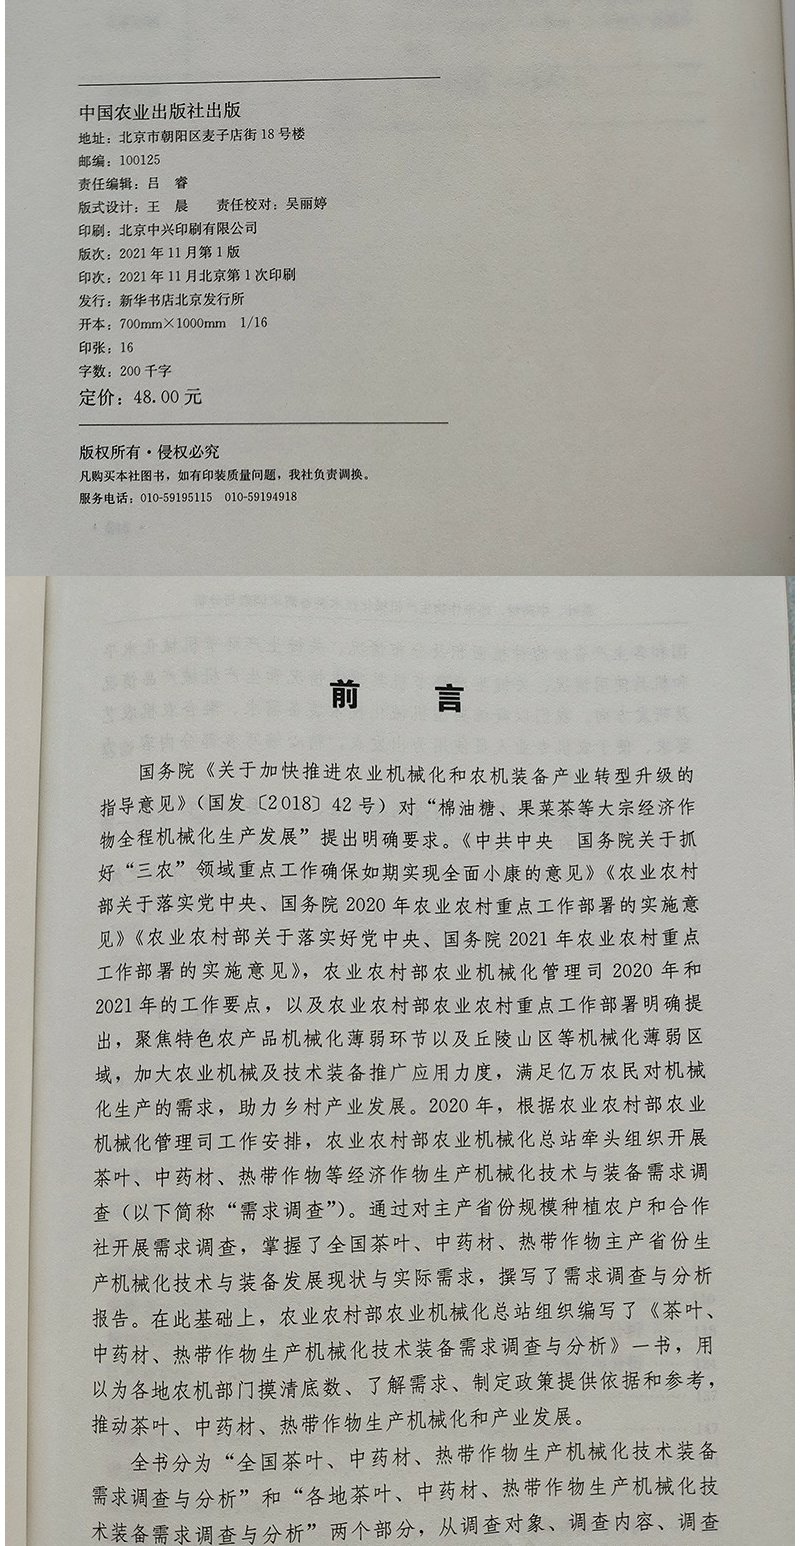 中国农业出版社出版
地址：北京市朝阳区麦子店街18号楼
邮编：100125
责任编辑：吕　睿
版式设计：王　晨　　责任校对：吴丽婷
印刷：北京中兴印刷有限公司
版次：2021年11月第1版
印次：2021年11月北京第1次印刷
发行：新华书店北京发行所
开本：700mm×1000mm　1/16
印张：16
字数：200千字
定价：48.00元
版权所有·侵权必究
凡购买本社图书，如有印装质量问题，我社负责调换。
服务电话：010-59195115　010-59194918
前　言
国务院《关于加快推进农业机械化和农机装备产业转型升级的
指导意见》（国发〔2018〕42号）对“棉油糖、果菜茶等大宗经济作
物全程机械化生产发展”提出明确要求。《中共中央　国务院关于抓
好“三农”领域重点工作确保如期实现全面小康的意见》《农业农村
部关于落实党中央、国务院2020年农业农村重点工作部署的实施意
见》《农业农村部关于落实好党中央、国务院2021年农业农村重点
工作部署的实施意见》，农业农村部农业机械化管理司2020年和
2021年的工作要点，以及农业农村部农业农村重点工作部署明确提
出，聚焦特色农产品机械化薄弱环节以及丘陵山区等机械化薄弱区
域，加大农业机械及技术装备推广应用力度，满足亿万农民对机械
化生产的需求，助力乡村产业发展。2020年，根据农业农村部农业
机械化管理司工作安排，农业农村部农业机械化总站牵头组织开展
茶叶、中药材、热带作物等经济作物生产机械化技术与装备需求调
查（以下简称“需求调查”）。通过对主产省份规模种植农户和合作
社开展需求调查，掌握了全国茶叶、中药材、热带作物主产省份生
产机械化技术与装备发展现状与实际需求，撰写了需求调查与分析
报告。在此基础上，农业农村部农业机械化总站组织编写了《茶叶、
中药材、热带作物生产机械化技术装备需求调查与分析》一书，用
以为各地农机部门摸清底数、了解需求、制定政策提供依据和参考，
推动茶叶、中药材、热带作物生产机械化和产业发展。
全书分为“全国茶叶、中药材、热带作物生产机械化技术装备
需求调查与分析”和“各地茶叶、中药材、热带作物生产机械化技
术装备需求调查与分析”两个部分，从调查对象、调查内容、调查